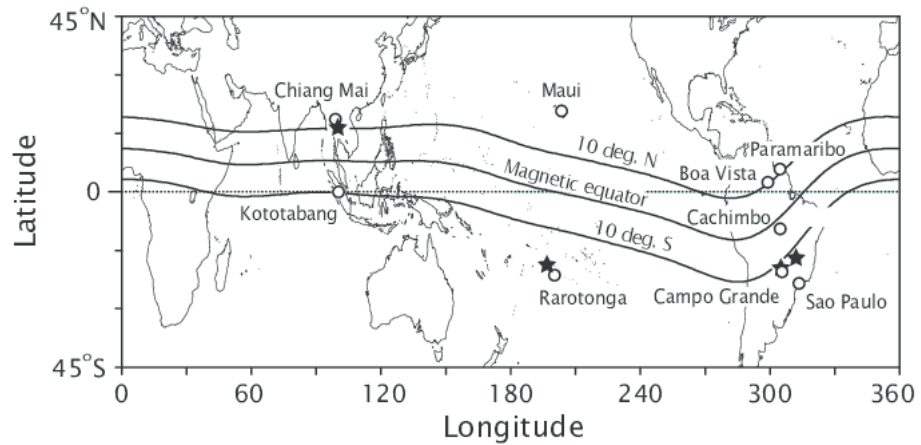 45°N
Chiang Mai
Maui
10 deg. N
Paramaribo
Boa Vista
Magnetic equator
0
Kototabang
Cachimbo
10 deg. S
Rarotonga
Campo Grande
Sao Paulo
45°S
0 60 120 180 240 300 360
Latitude
Longitude